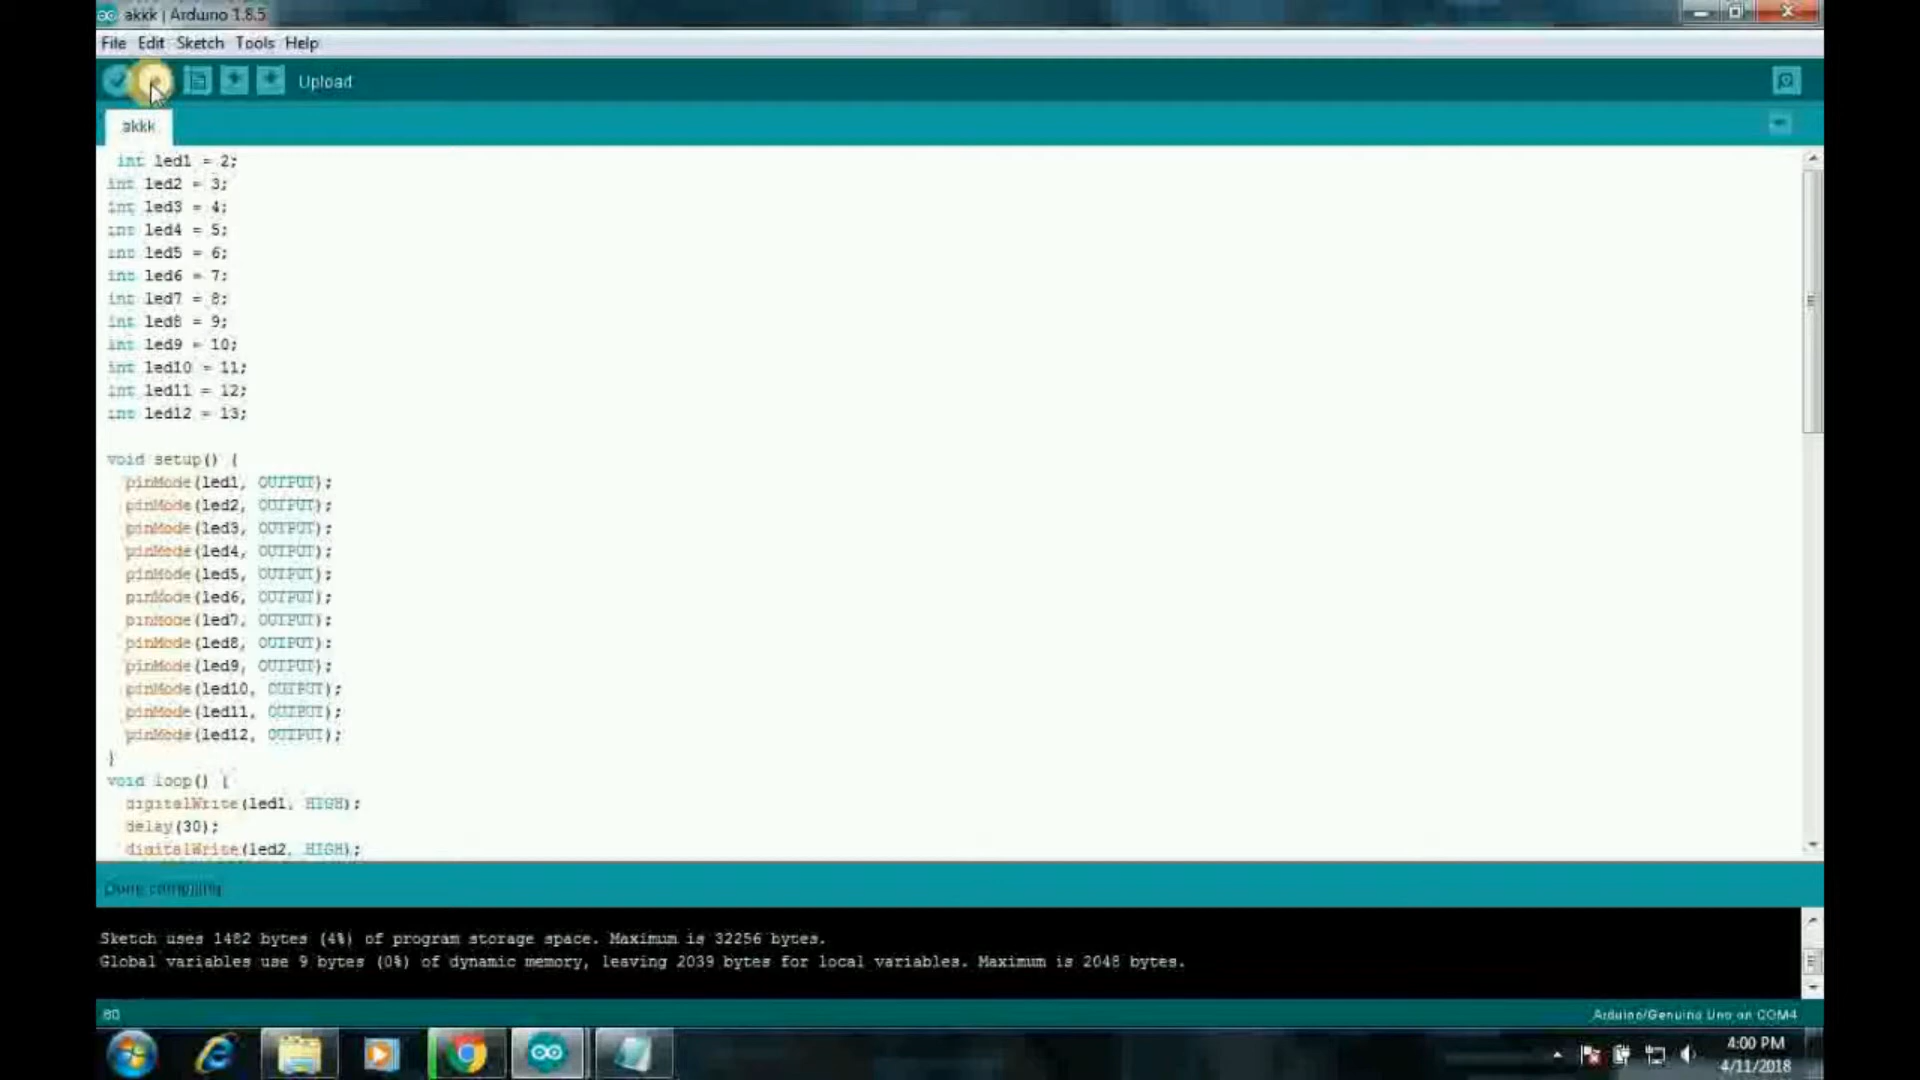 akkk | Arduino 1.8.5
File Edit Sketch Tools Help
Upload
akkk
int led1 = 2;
int led2 = 3;
int led3 = 4;
int led4 = 5;
int led5 = 6;
int led6 = 7;
int led7 = 8;
int led8 = 9;
int led9 = 10;
int led10 = 11;
int led11 = 12;
int led12 = 13;
void setup() {
pinMode(led1, OUTPUT);
pinMode(led2, OUTPUT);
pinMode(led3, OUTPUT);
pinMode(led4, OUTPUT);
pinMode(led5, OUTPUT);
pinMode(led6, OUTPUT);
pinMode(led7, OUTPUT);
pinMode(led8, OUTPUT);
pinMode(led9, OUTPUT);
pinMode(led10, OUTPUT);
pinMode(led11, OUTPUT);
pinMode(led12, OUTPUT);
}
void loop() {
digitalWrite(led1, HIGH);
delay(30);
digitalWrite(led2, HIGH);
Done compiling
Sketch uses 1482 bytes (4%) of program storage space. Maximum is 32256 bytes.
Global variables use 9 bytes (0%) of dynamic memory, leaving 2039 bytes for local variables. Maximum is 2048 bytes.
80
Arduino/Genuino Uno on COM4
4:00 PM
4/11/2018